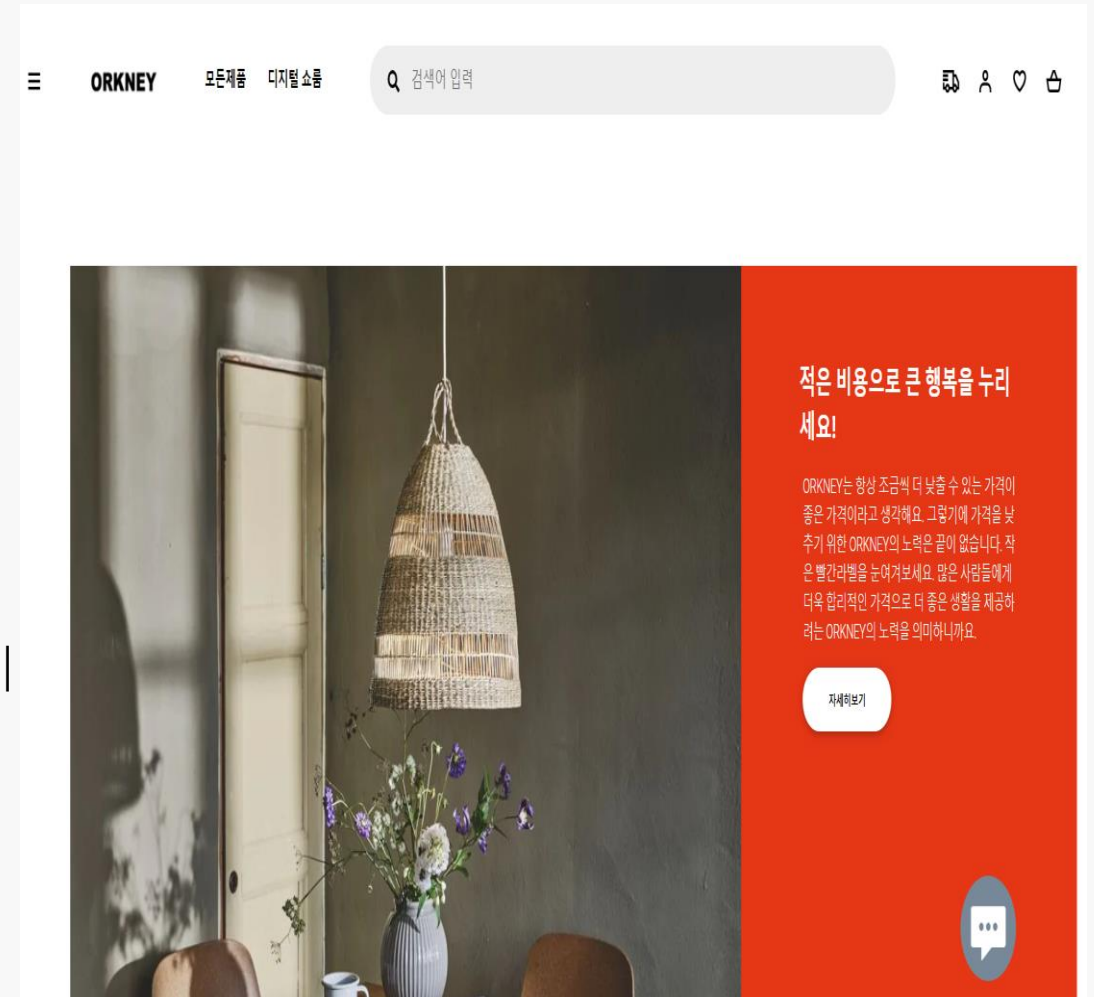 ORKNEY 모든제품 디지털 쇼룸 검색어 입력
적은 비용으로 큰 행복을 누리
세요!
ORKNEY는 항상 조금씩 더 낮출 수 있는 가격이
좋은 가격이라고 생각해요. 그렇기에 가격을 낮
추기 위한 ORKNEY의 노력은 끝이 없습니다. 작
은 빨간라벨을 눈여겨보세요. 많은 사람들에게
더욱 합리적인 가격으로 더 좋은 생활을 제공하
려는 ORKNEY의 노력을 의미하니까요.
자세히보기